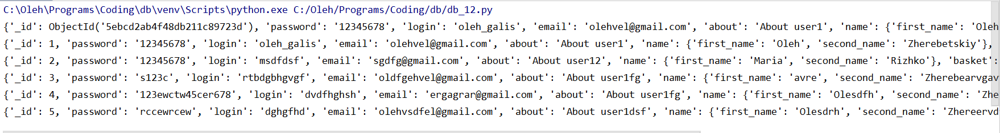 C:\Oleh\Programs\Coding\db\venv\Scripts\python.exe C:/Oleh/Programs/Coding/db/db_12.py
{'_id': ObjectId('5ebcd2ab4f48db211c89723d'), 'password': '12345678', 'login': 'oleh_galis', 'email': 'olehvel@gmail.com', 'about': 'About user1', 'name': {'first_name': 'Oleh
{'_id': 1, 'password': '12345678', 'login': 'oleh_galis', 'email': 'olehvel@gmail.com', 'about': 'About user1', 'name': {'first_name': 'Oleh', 'second_name': 'Zherebetskiy'},
{'_id': 2, 'password': '12345678', 'login': 'msdfdsf', 'email': 'sgdfg@gmail.com', 'about': 'About user12', 'name': {'first_name': 'Maria', 'second_name': 'Rizhko'}, 'basket':
{'_id': 3, 'password': 's123c', 'login': 'rtbdgbhgvgf', 'email': 'oldfgehvel@gmail.com', 'about': 'About user1fg', 'name': {'first_name': 'avre', 'second_name': 'Zherebearvgav
{'_id': 4, 'password': '123ewctw45cer678', 'login': 'dvdfhghsh', 'email': 'ergagrar@gmail.com', 'about': 'About user1fg', 'name': {'first_name': 'Olesdfh', 'second_name': 'Zhe
{'_id': 5, 'password': 'rccewrcew', 'login': 'dghgfhd', 'email': 'olehvsdfel@gmail.com', 'about': 'About user1dsf', 'name': {'first_name': 'Olesdrh', 'second_name': 'Zhereervd